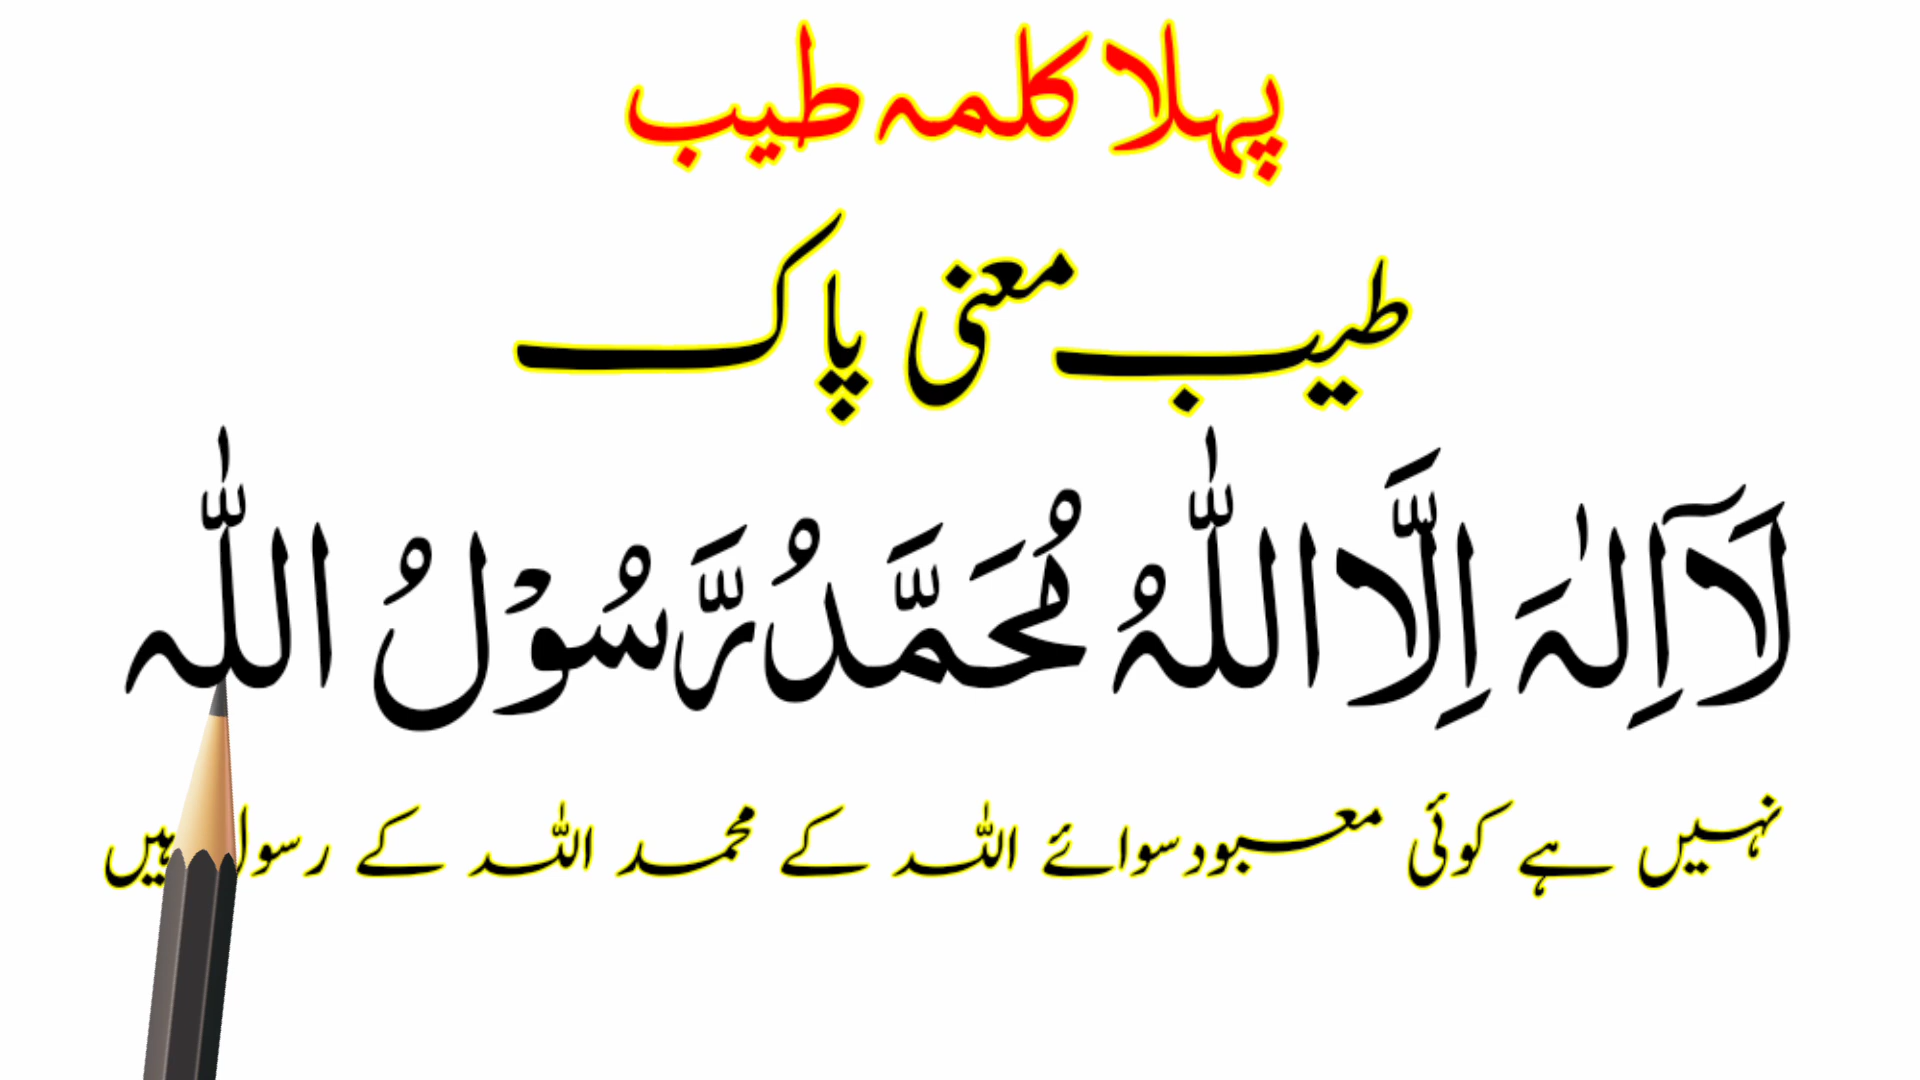 پہلا کلمہ طیب
طیب معنی پاک
لَآ اِلٰہَ اِلَّا اللّٰہُ مُحَمَّدُ رَّسُوْلُ اللّٰہ
نہیں ہے کوئی معبود سوائے اللہ کے محمد اللہ کے رسول ہیں